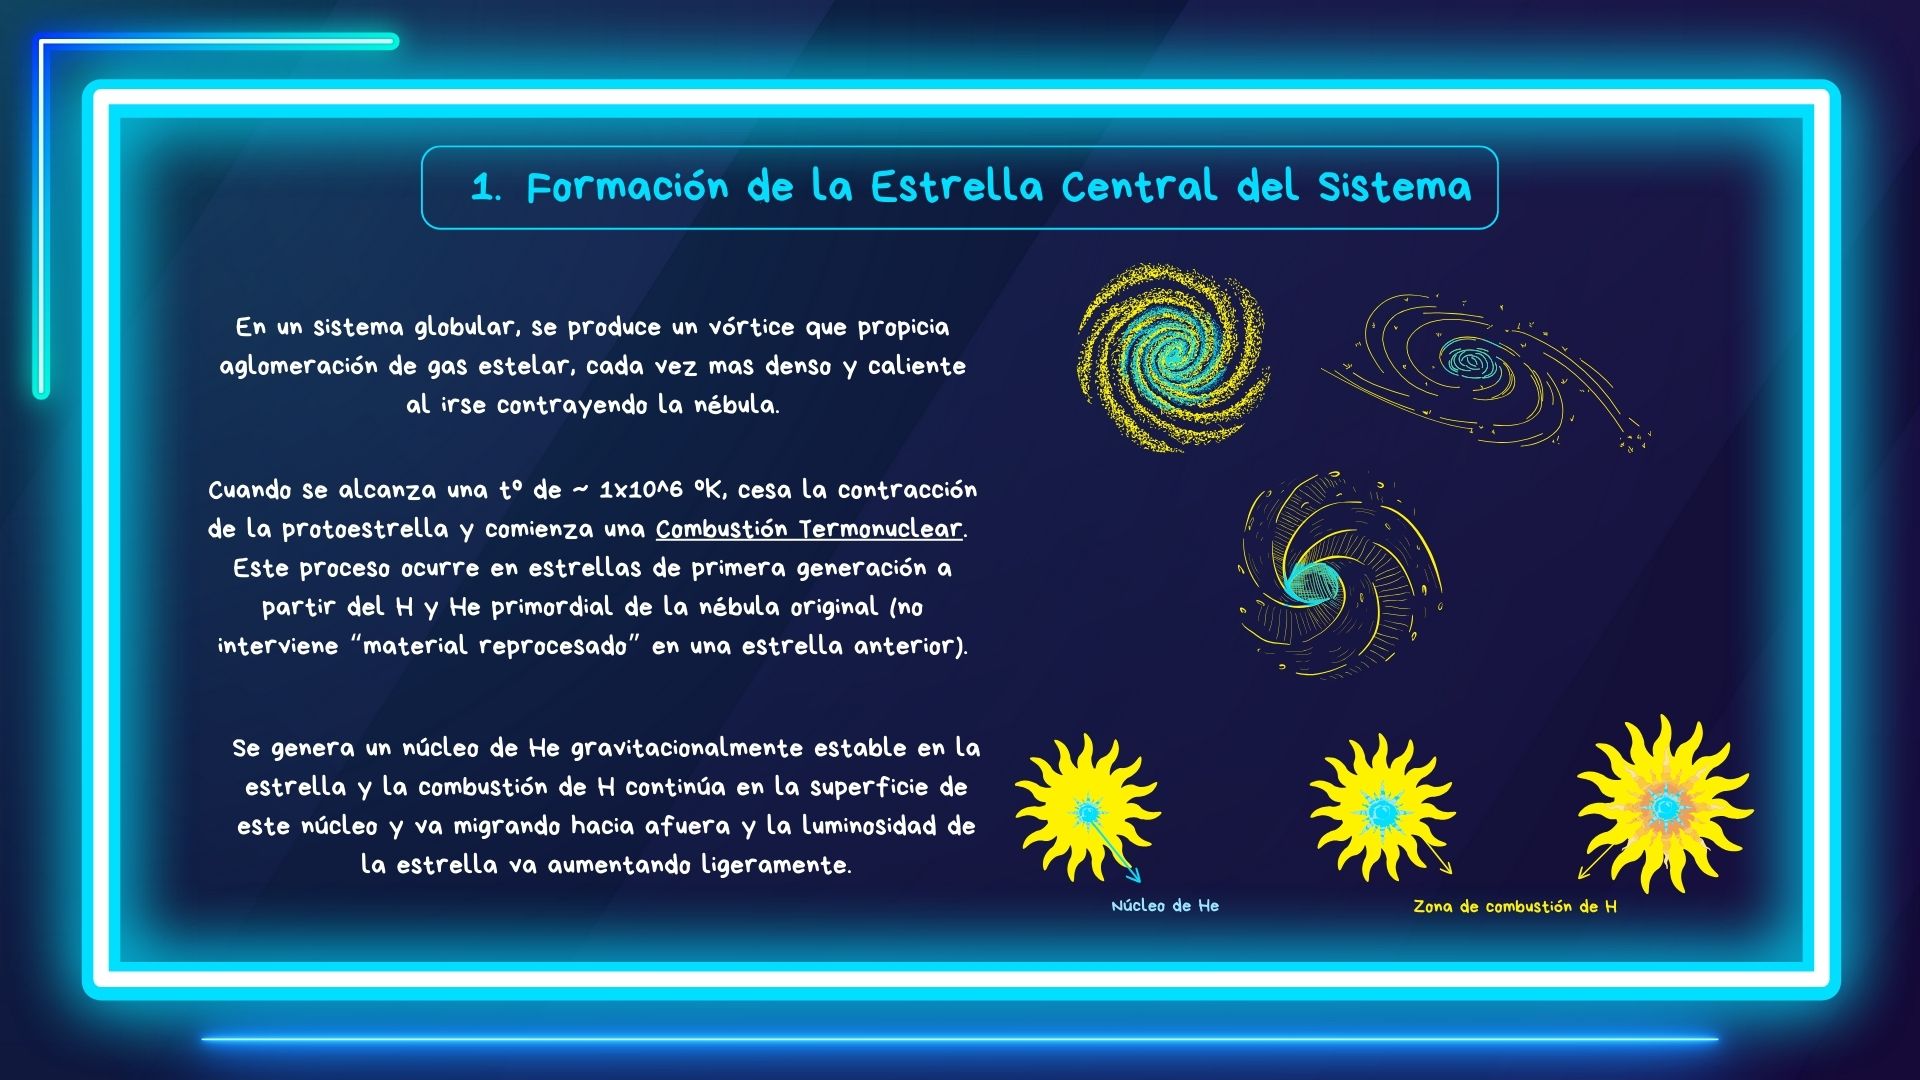 1. Formación de la Estrella Central del Sistema
En un sistema globular, se produce un vórtice que propicia
aglomeración de gas estelar, cada vez mas denso y caliente
al irse contrayendo la nébula.
Cuando se alcanza una t° de ~ 1x10^6 °K, cesa la contracción
de la protoestrella y comienza una Combustión Termonuclear.
Este proceso ocurre en estrellas de primera generación a
partir del H y He primordial de la nébula original (no
interviene “material reprocesado” en una estrella anterior).
Se genera un núcleo de He gravitacionalmente estable en la
estrella y la combustión de H continúa en la superficie de
este núcleo y va migrando hacia afuera y la luminosidad de
la estrella va aumentando ligeramente.
Núcleo de He
Zona de combustión de H